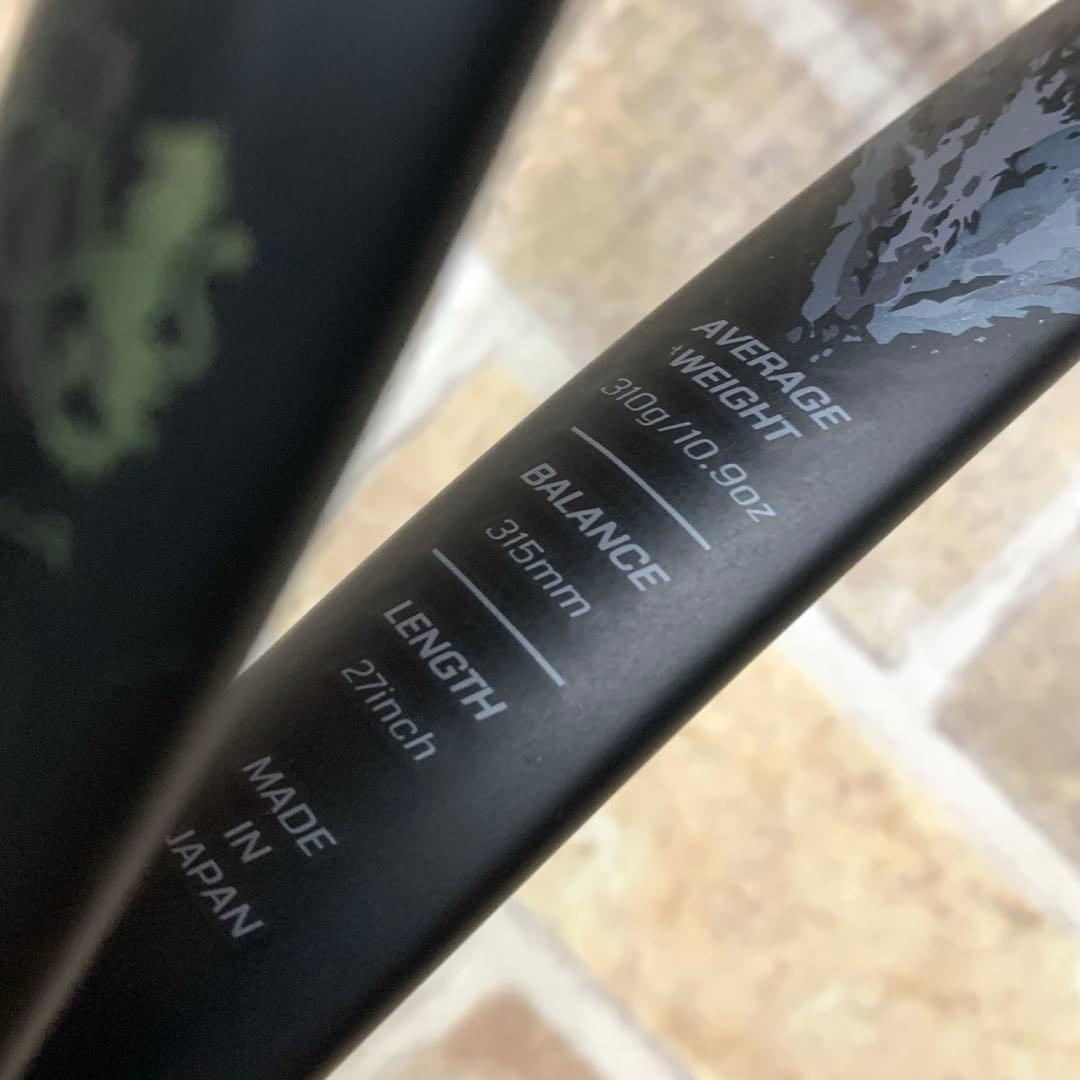 AVERAGE
WEIGHT
310g/10.9oz
BALANCE
315mm
LENGTH
27inch
MADE
IN
JAPAN